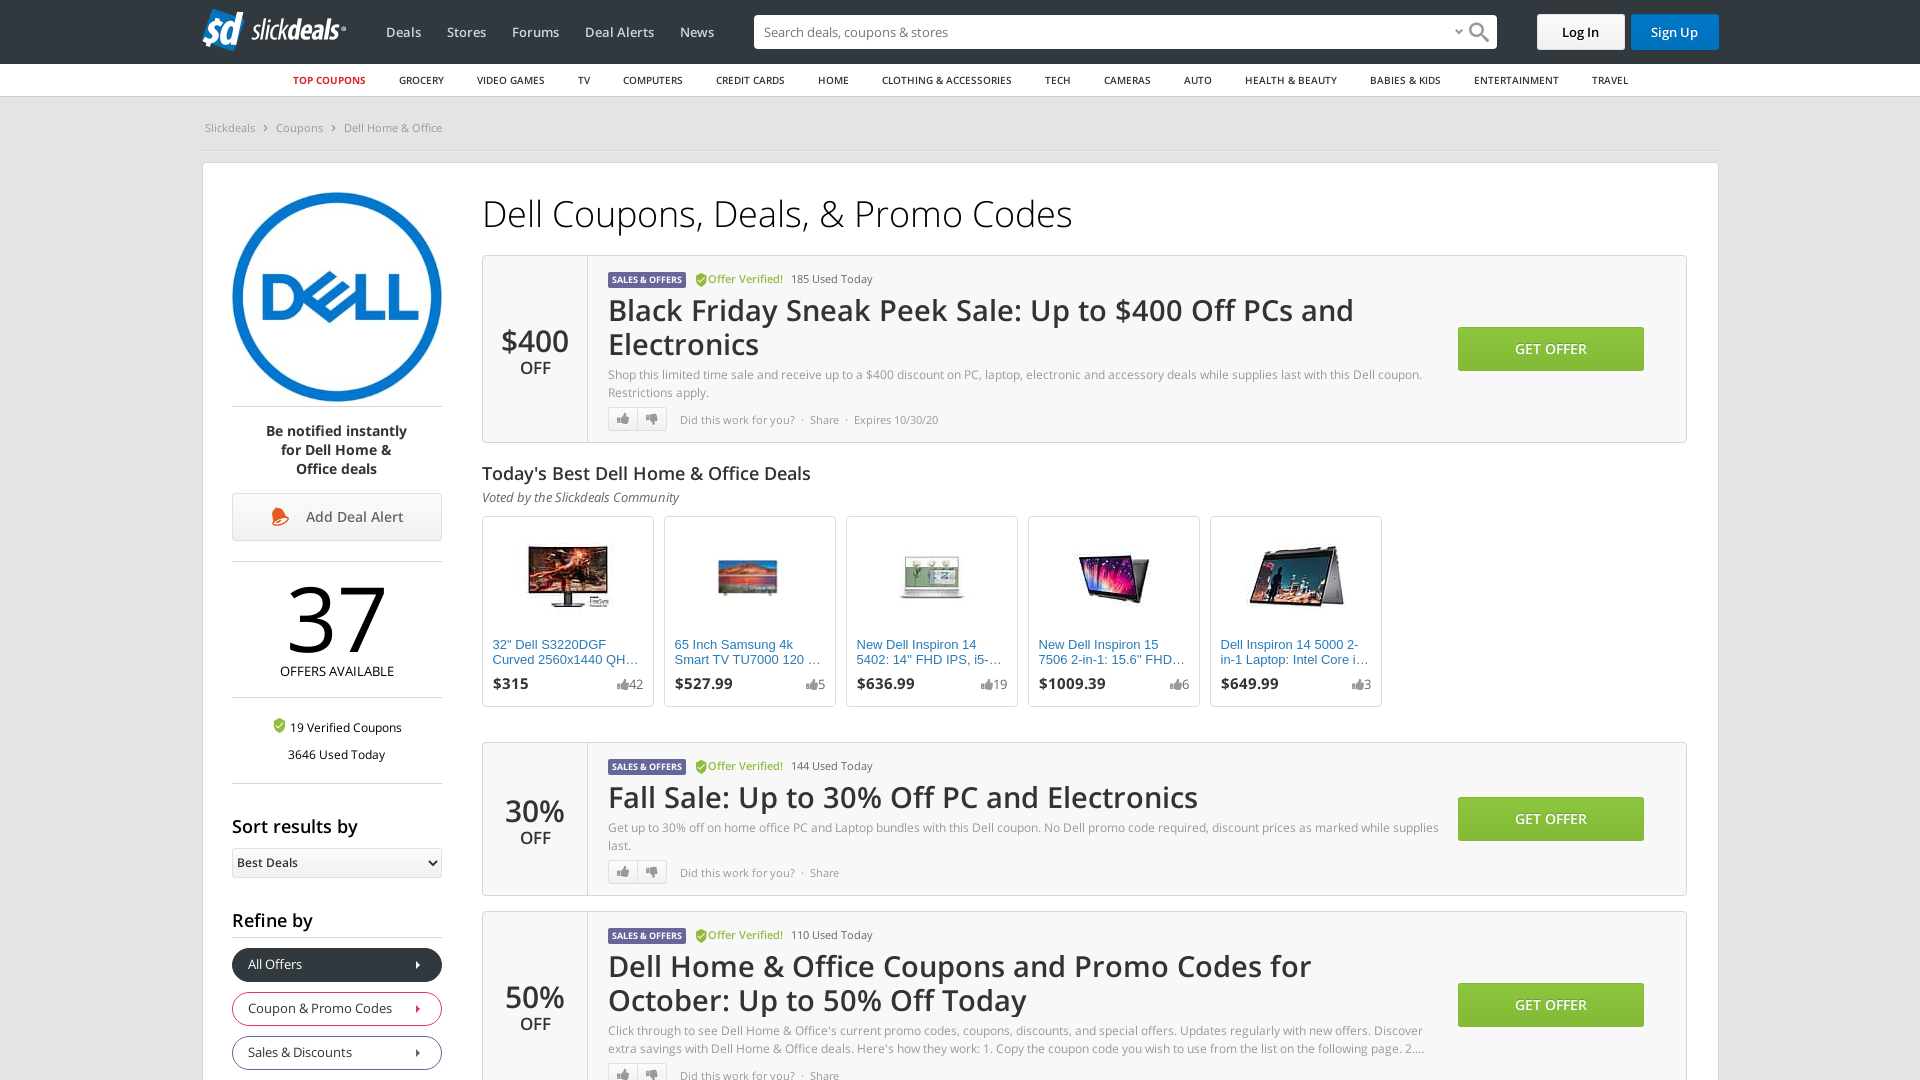 slickdeals
Deals
Stores
Forums
Deal Alerts
News
Search deals, coupons & stores
Log In
Sign Up
TOP COUPONS
GROCERY
VIDEO GAMES
TV
COMPUTERS
CREDIT CARDS
HOME
CLOTHING & ACCESSORIES
TECH
CAMERAS
AUTO
HEALTH & BEAUTY
BABIES & KIDS
ENTERTAINMENT
TRAVEL
Slickdeals > Coupons > Dell Home & Office
DELL
Be notified instantly
for Dell Home &
Office deals
Add Deal Alert
37
OFFERS AVAILABLE
19 Verified Coupons
3646 Used Today
Sort results by
Best Deals
Refine by
All Offers
Coupon & Promo Codes
Sales & Discounts
Dell Coupons, Deals, & Promo Codes
$400
OFF
SALES & OFFERS Offer Verified! 185 Used Today
Black Friday Sneak Peek Sale: Up to $400 Off PCs and
Electronics
Shop this limited time sale and receive up to a $400 discount on PC, laptop, electronic and accessory deals while supplies last with this Dell coupon.
Restrictions apply.
Did this work for you? · Share · Expires 10/30/20
GET OFFER
Today's Best Dell Home & Office Deals
Voted by the Slickdeals Community
32" Dell S3220DGF
Curved 2560x1440 QH...
$315
42
65 Inch Samsung 4k
Smart TV TU7000 120 ...
$527.99
5
New Dell Inspiron 14
5402: 14'' FHD IPS, i5-...
$636.99
19
New Dell Inspiron 15
7506 2-in-1: 15.6" FHD...
$1009.39
6
Dell Inspiron 14 5000 2-
in-1 Laptop: Intel Core i...
$649.99
3
30%
OFF
SALES & OFFERS Offer Verified! 144 Used Today
Fall Sale: Up to 30% Off PC and Electronics
Get up to 30% off on home office PC and Laptop bundles with this Dell coupon. No Dell promo code required, discount prices as marked while supplies
last.
Did this work for you? · Share
GET OFFER
50%
OFF
SALES & OFFERS Offer Verified! 110 Used Today
Dell Home & Office Coupons and Promo Codes for
October: Up to 50% Off Today
Click through to see Dell Home & Office's current promo codes, coupons, discounts, and special offers. Updates regularly with new offers. Discover
extra savings with Dell Home & Office deals. Here's how they work: 1. Copy the coupon code you wish to use from the list on the following page. 2....
Did this work for you? · Share
GET OFFER